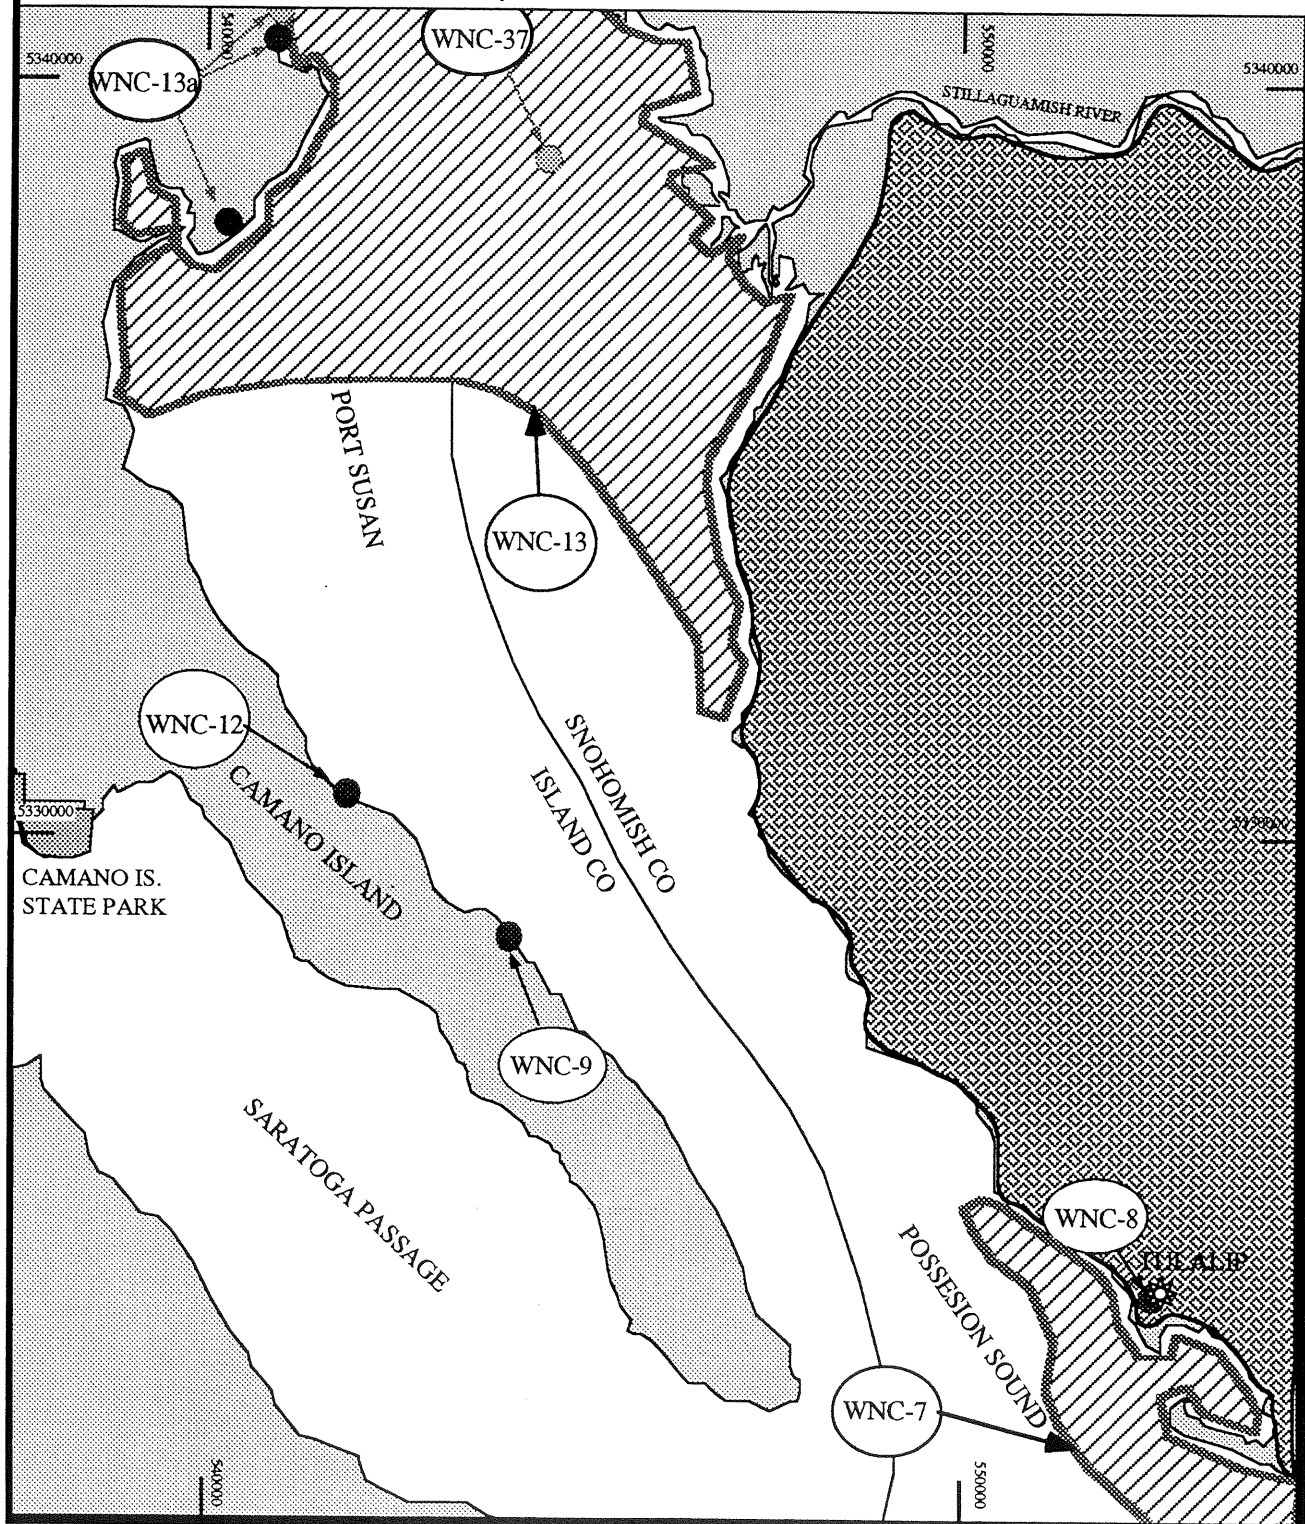 540000
WNC-37
55000
5340000
WNC-13a
5340000
STILLAGUAMISH RIVER
PORT SUSAN
WNC-13
WNC-12
SNOHOMISH CO
ISLAND CO
CAMANO ISLAND
5330000
CAMANO IS.
STATE PARK
WNC-9
SARATOGA PASSAGE
WNC-8
TULALIP
POSSESION SOUND
WNC-7
540000
550000